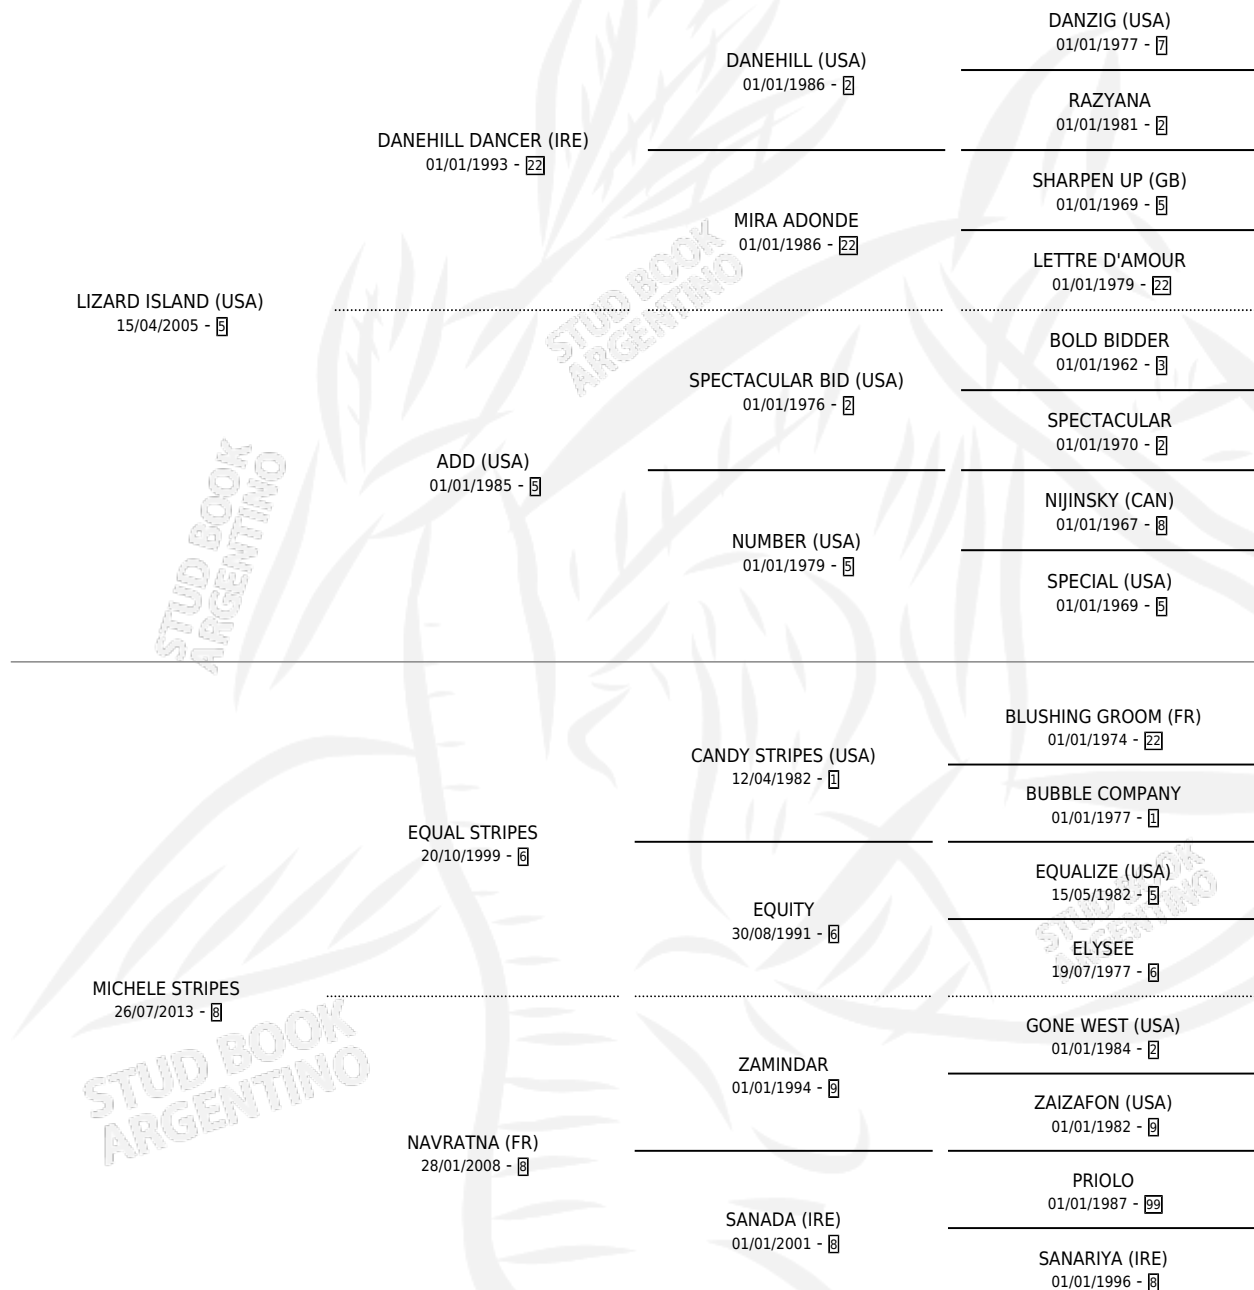 DANZIG (USA)
01/01/1977 - 7
DANEHILL (USA)
01/01/1986 - 2
RAZYANA
01/01/1981 - 2
DANEHILL DANCER (IRE)
01/01/1993 - 22
SHARPEN UP (GB)
01/01/1969 - 5
MIRA ADONDE
01/01/1986 - 22
LETTRE D'AMOUR
01/01/1979 - 22
LIZARD ISLAND (USA)
15/04/2005 - 5
BOLD BIDDER
01/01/1962 - 3
SPECTACULAR BID (USA)
01/01/1976 - 2
SPECTACULAR
01/01/1970 - 2
ADD (USA)
01/01/1985 - 5
NIJINSKY (CAN)
01/01/1967 - 8
NUMBER (USA)
01/01/1979 - 5
SPECIAL (USA)
01/01/1969 - 5
BLUSHING GROOM (FR)
01/01/1974 - 22
CANDY STRIPES (USA)
12/04/1982 - 1
BUBBLE COMPANY
01/01/1977 - 1
EQUAL STRIPES
20/10/1999 - 6
EQUALIZE (USA)
15/05/1982 - 5
EQUITY
30/08/1991 - 6
ELYSEE
19/07/1977 - 6
MICHELE STRIPES
26/07/2013 - 8
GONE WEST (USA)
01/01/1984 - 2
ZAMINDAR
01/01/1994 - 9
ZAIZAFON (USA)
01/01/1982 - 9
NAVRATNA (FR)
28/01/2008 - 8
PRIOLO
01/01/1987 - 99
SANADA (IRE)
01/01/2001 - 8
SANARIYA (IRE)
01/01/1996 - 8
STUD BOOK
ARGENTINO
STUD BOOK
ARGENTINO
STUD BOOK
ARGENTINO
STUD BOOK
ARGENTINO